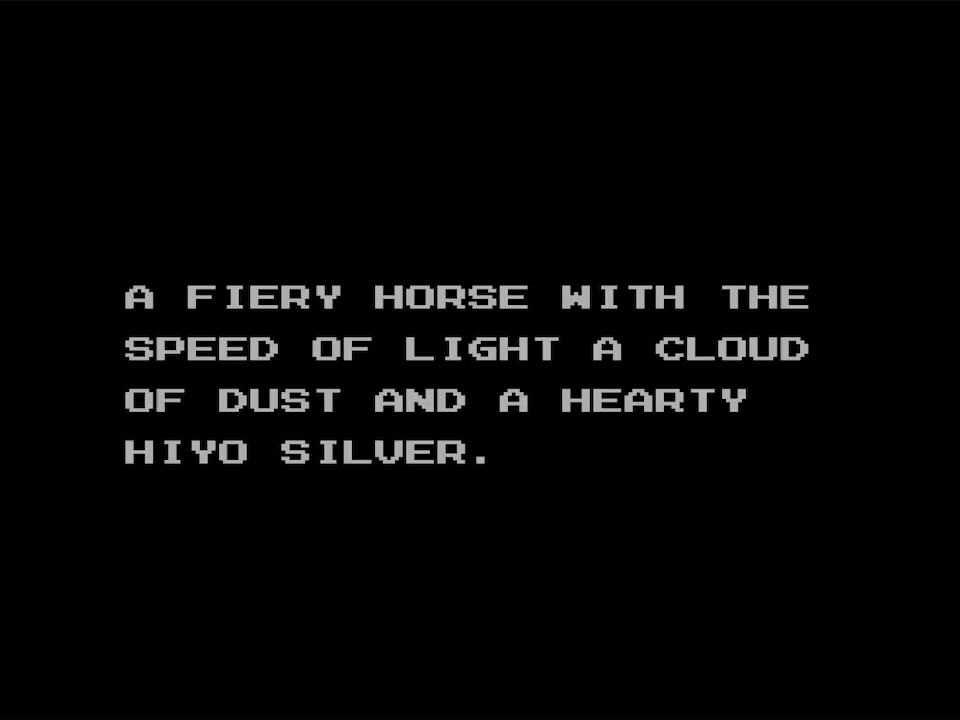 A FIERY HORSE WITH THE
SPEED OF LIGHT A CLOUD
OF DUST AND A HEARTY
HIYO SILVER.